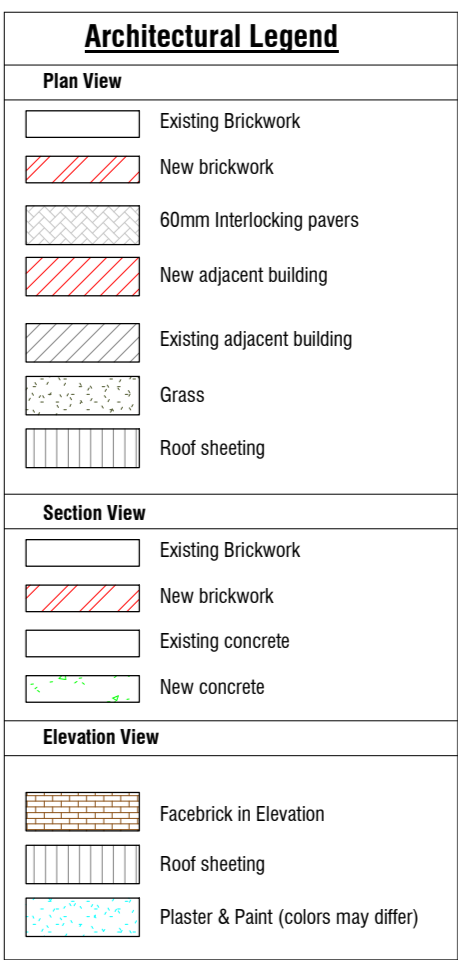 Architectural Legend
Plan View
Existing Brickwork
New brickwork
60mm Interlocking pavers
New adjacent building
Existing adjacent building
Grass
Roof sheeting
Section View
Existing Brickwork
New brickwork
Existing concrete
New concrete
Elevation View
Facebrick in Elevation
Roof sheeting
Plaster & Paint (colors may differ)